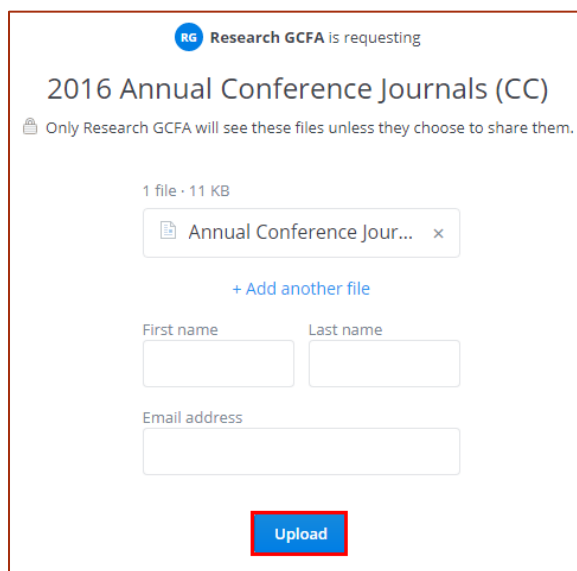 RG Research GCFA is requesting
2016 Annual Conference Journals (CC)
Only Research GCFA will see these files unless they choose to share them.
1 file · 11 KB
Annual Conference Jour... ×
+ Add another file
First name Last name
Email address
Upload